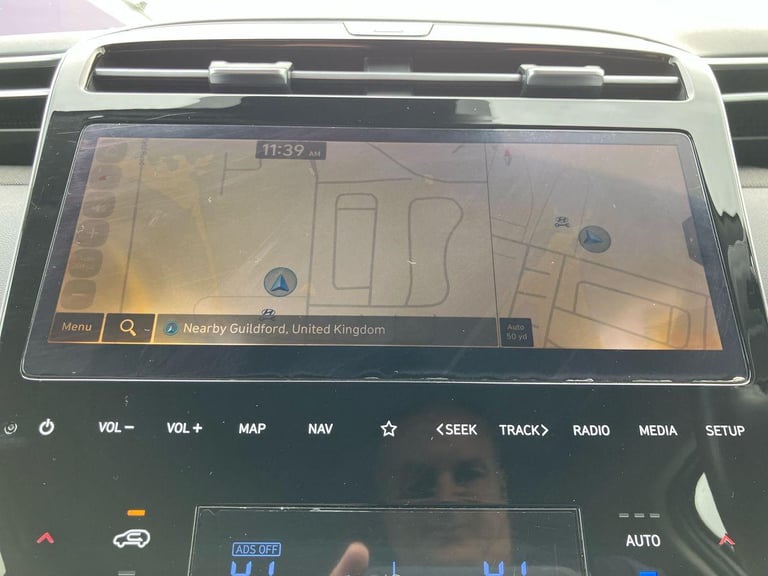 11:39 AM
Menu
Nearby Guildford, United Kingdom
Auto
50 yd
VOL−
VOL+
MAP
NAV
<SEEK
TRACK>
RADIO
MEDIA
SETUP
AUTO
ADS OFF